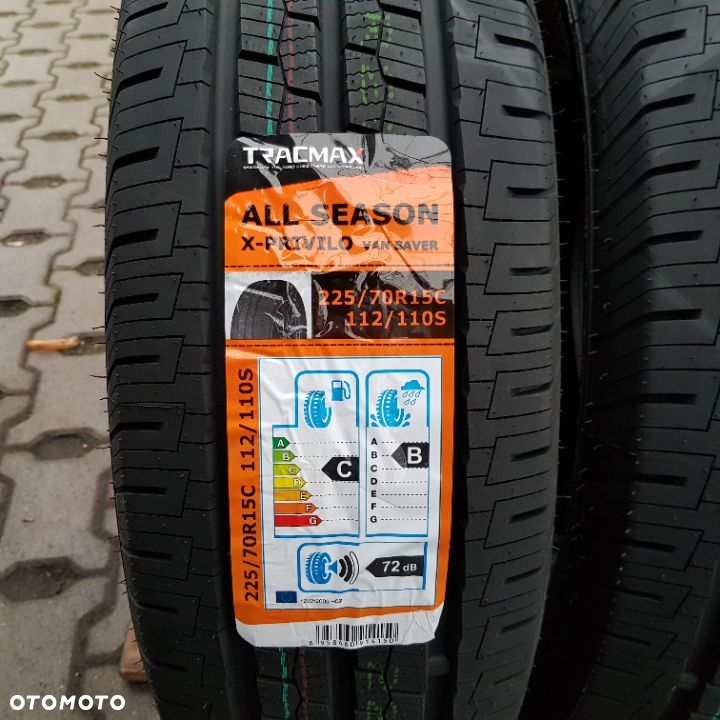 TRACMAX
ALL SEASON
X-PRIVILO VAN SAVER
225/70R15C
112/110S
225/70R15C 112/110S
A
B
C
D
E
F
G
C
A
B
C
D
E
F
G
B
72 dB
OTOMOTO